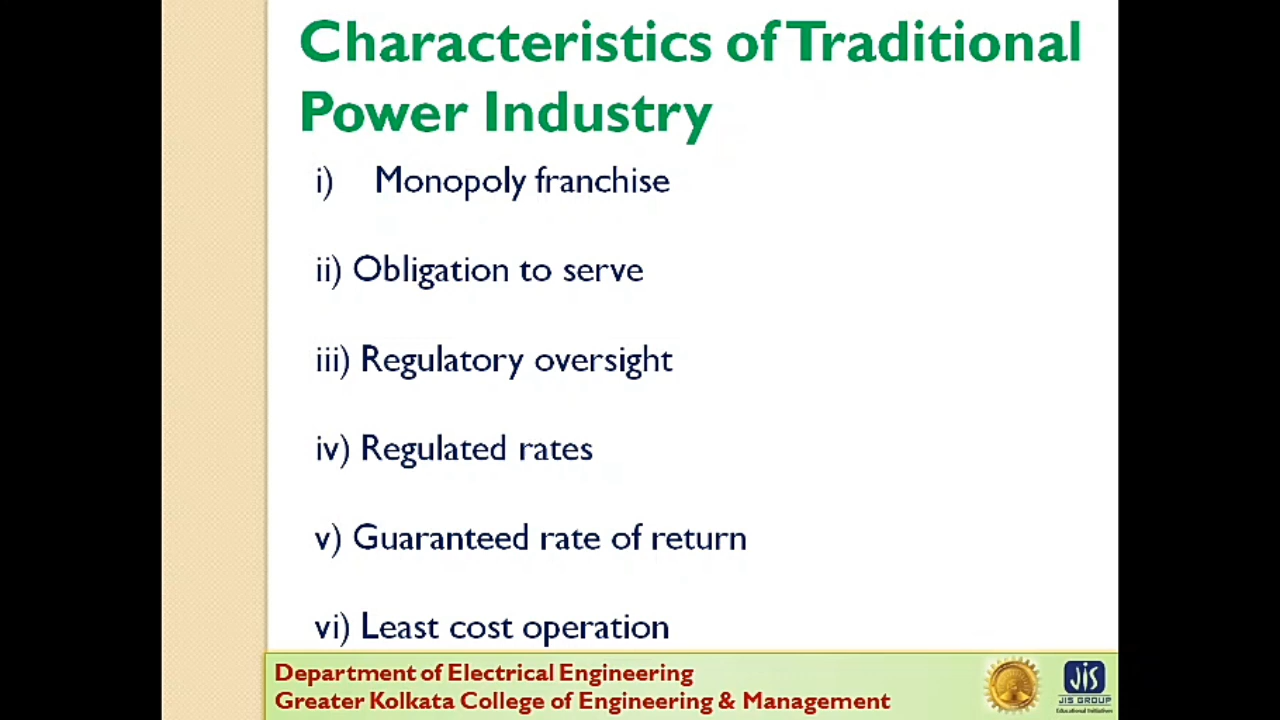 Characteristics of Traditional
Power Industry
i) Monopoly franchise
ii) Obligation to serve
iii) Regulatory oversight
iv) Regulated rates
v) Guaranteed rate of return
vi) Least cost operation
Department of Electrical Engineering
Greater Kolkata College of Engineering & Management
JIS
JIS GROUP
Educational Initiatives